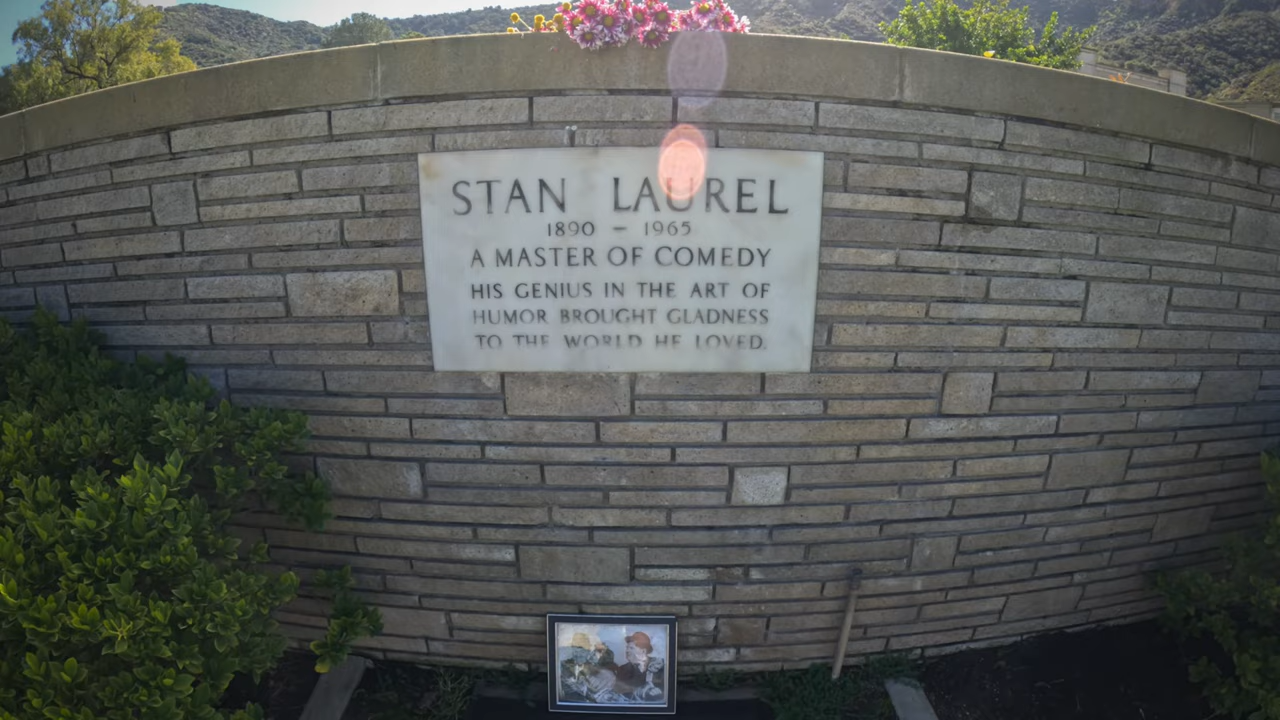 STAN LAUREL
1890 – 1965
A MASTER OF COMEDY
HIS GENIUS IN THE ART OF
HUMOR BROUGHT GLADNESS
TO THE WORLD HE LOVED.